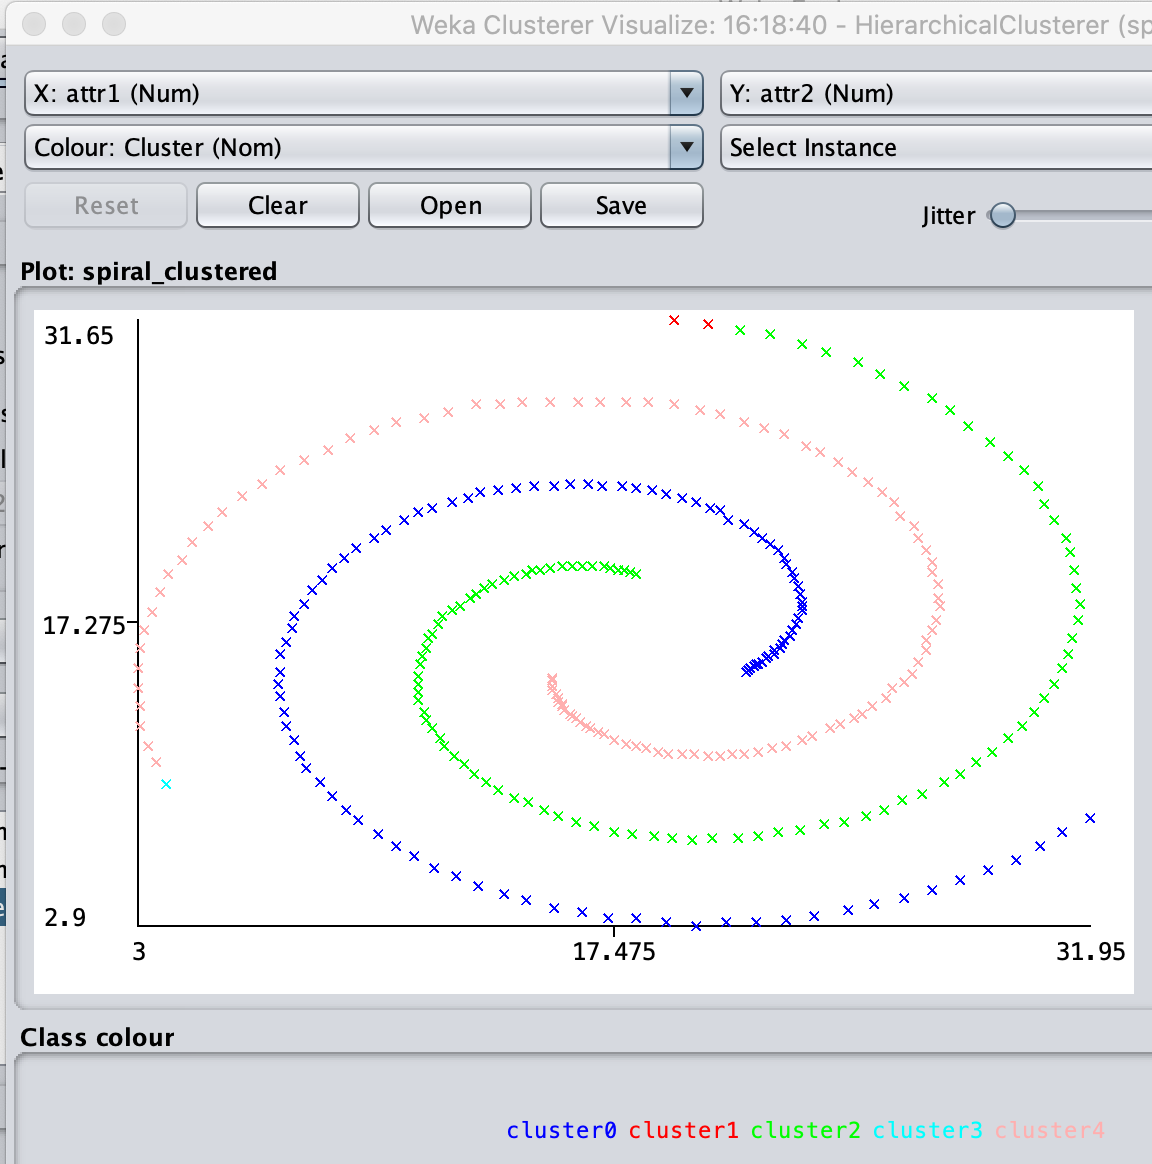 Weka Clusterer Visualize: 16:18:40 - HierarchicalClusterer (sp
X: attr1 (Num) Y: attr2 (Num)
Colour: Cluster (Nom) Select Instance
Reset Clear Open Save Jitter
Plot: spiral_clustered
31.65
17.275
2.9
3 17.475 31.95
Class colour
cluster0 cluster1 cluster2 cluster3 cluster4